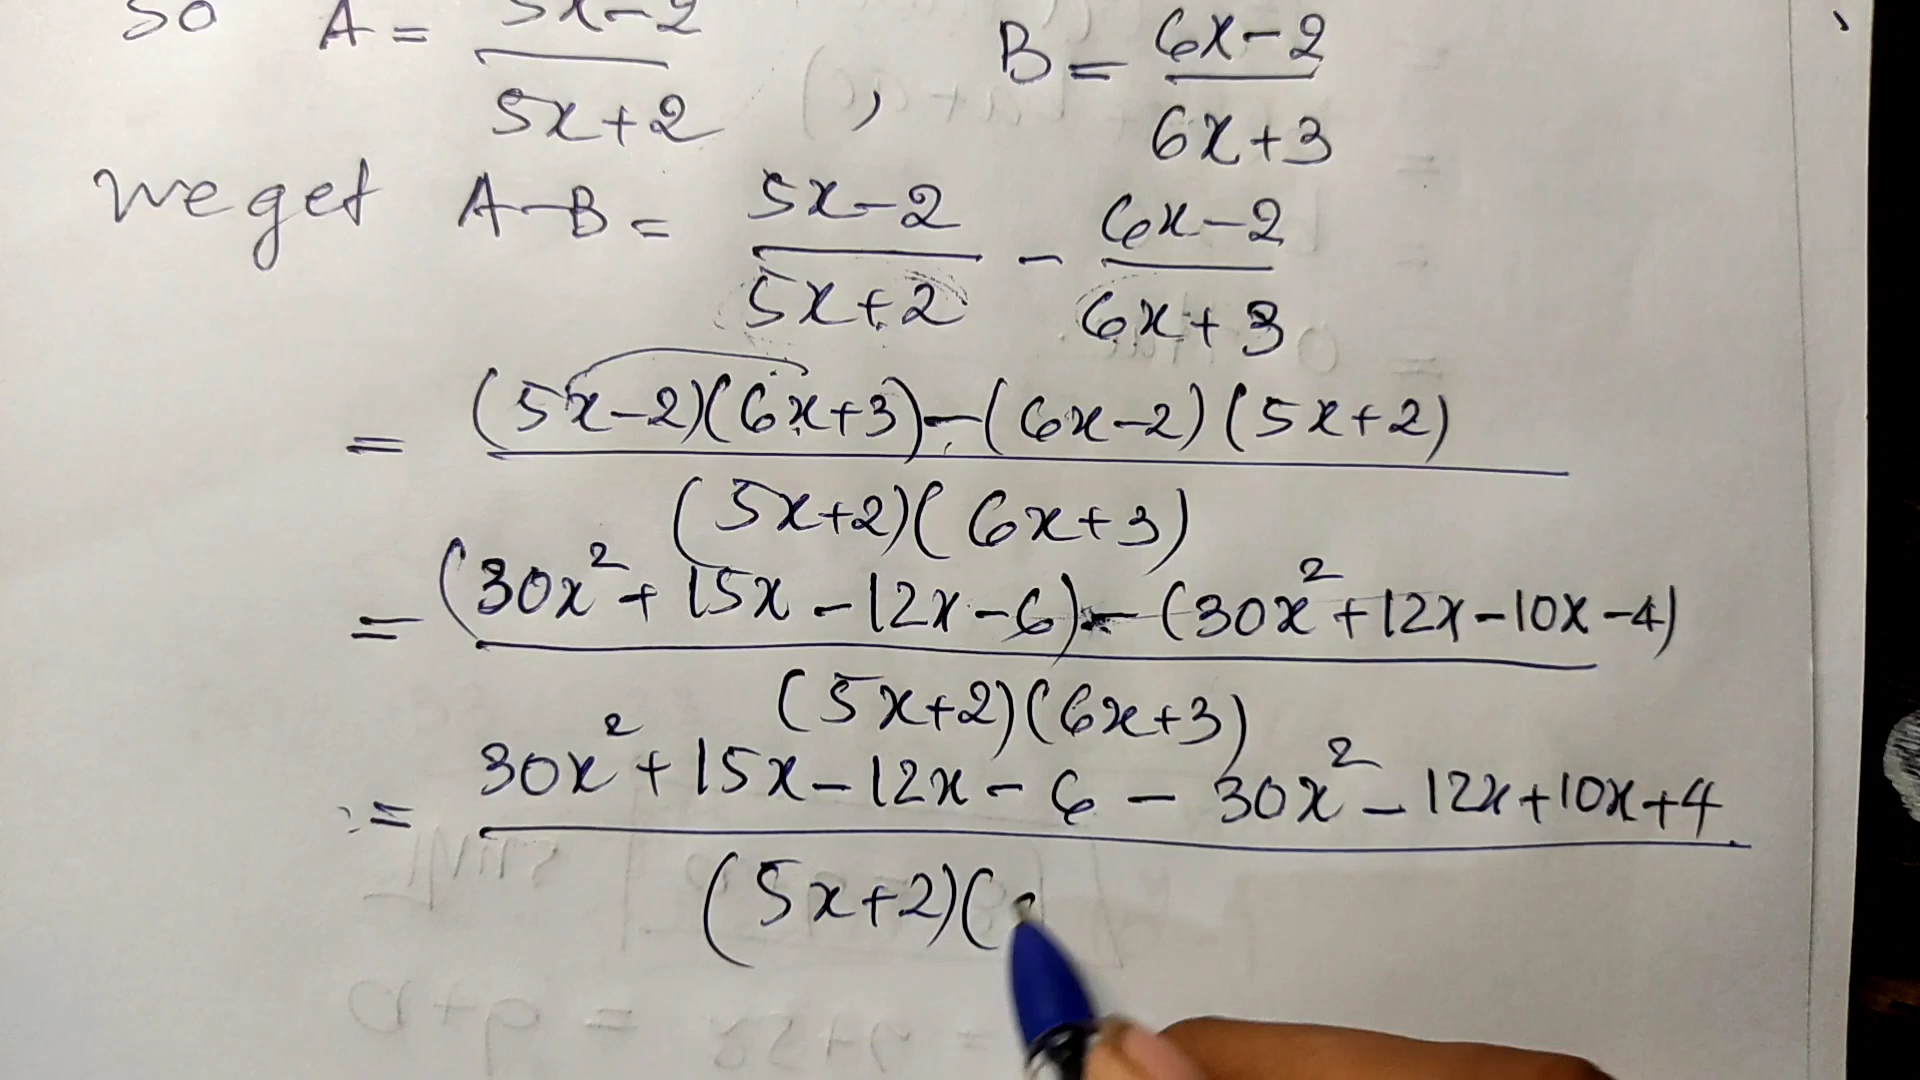 so A = 5x-2 / 5x+2 , B = 6x-2 / 6x+3
we get A-B = 5x-2 / 5x+2 - 6x-2 / 6x+3
= (5x-2)(6x+3)-(6x-2)(5x+2) / (5x+2)(6x+3)
= (30x²+15x-12x-6)-(30x²+12x-10x-4) / (5x+2)(6x+3)
= 30x²+15x-12x-6-30x²-12x+10x+4 / (5x+2)(